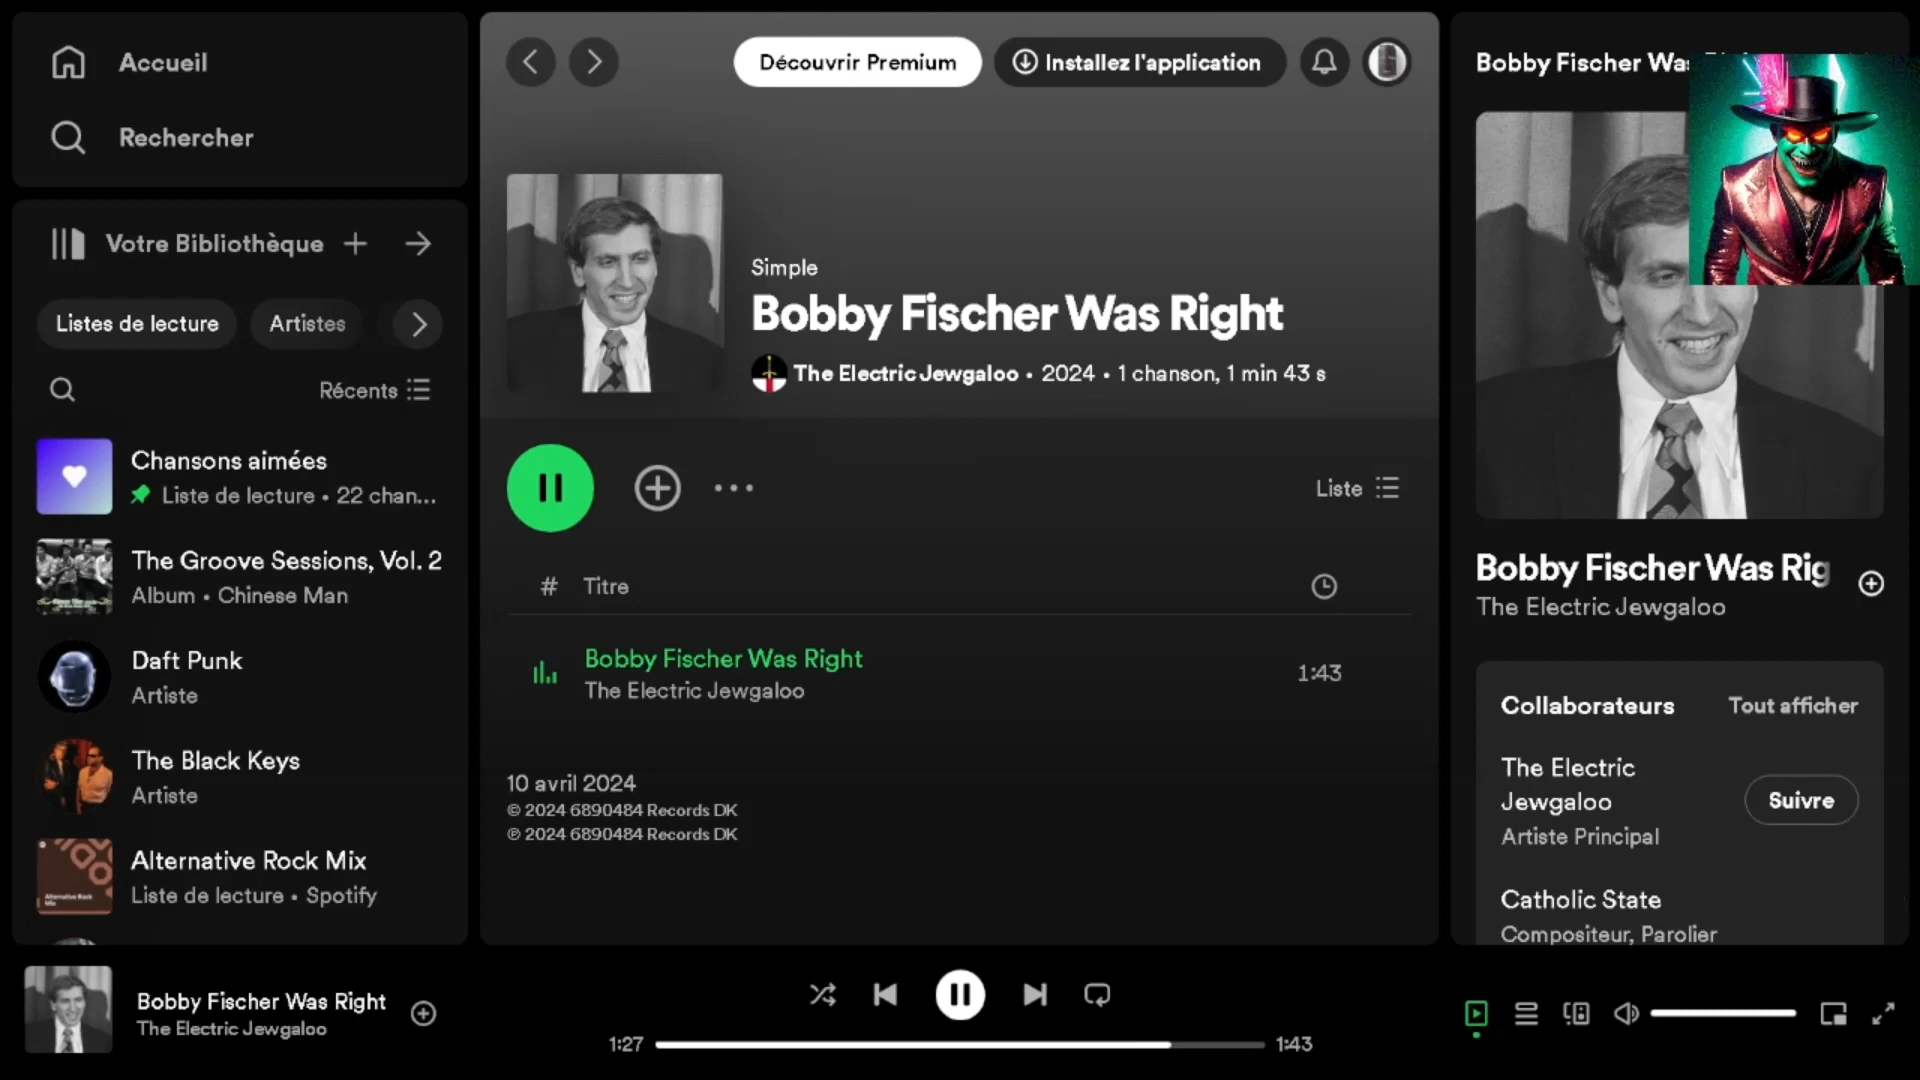 Accueil
Rechercher
Votre Bibliothèque
Listes de lecture
Artistes
Récents
Chansons aimées
Liste de lecture • 22 chan...
The Groove Sessions, Vol. 2
Album • Chinese Man
Daft Punk
Artiste
The Black Keys
Artiste
Alternative Rock Mix
Liste de lecture • Spotify
Découvrir Premium
Installez l'application
Simple
Bobby Fischer Was Right
The Electric Jewgaloo • 2024 • 1 chanson, 1 min 43 s
Liste
# Titre
Bobby Fischer Was Right
The Electric Jewgaloo
1:43
10 avril 2024
© 2024 6890484 Records DK
℗ 2024 6890484 Records DK
Bobby Fischer Was
Bobby Fischer Was Rig
The Electric Jewgaloo
Collaborateurs
Tout afficher
The Electric
Jewgaloo
Artiste Principal
Suivre
Catholic State
Compositeur, Parolier
Bobby Fischer Was Right
The Electric Jewgaloo
1:27
1:43